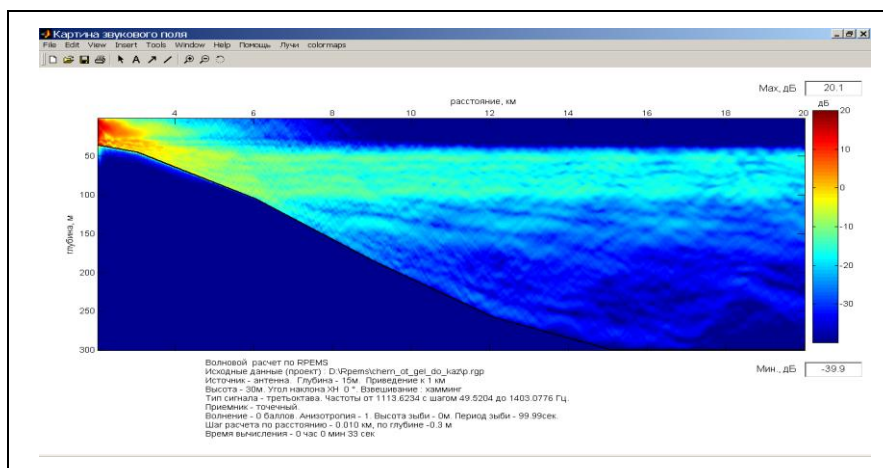 Картина звукового поля
File Edit View Insert Tools Window Help Помощь Лучи colormaps
Max, дБ 20.1
расстояние, км
дБ
4 6 8 10 12 14 16 18 20
20
10
0
-10
-20
-30
глубина, м
50
100
150
200
250
300
Мин., дБ -39.9
Волновой расчет по RPEMS
Исходные данные (проект) : D:\Rpems\chern_ot_gel_do_kaz\p.rgp
Источник - антенна. Глубина - 15м. Приведение к 1 км
Высота - 30м. Угол наклона ХН 0 °. Взвешивание : хамминг
Тип сигнала - третьоктава. Частоты от 1113.6234 с шагом 49.5204 до 1403.0776 Гц.
Приемник - точечный.
Волнение - 0 баллов. Анизотропия - 1. Высота зыби - 0м. Период зыби - 99.99сек.
Шаг расчета по расстоянию - 0.010 км, по глубине -0.3 м
Время вычисления - 0 час 0 мин 33 сек